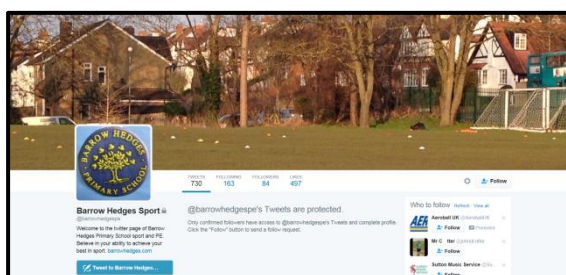 BARROW HEDGES
PRIMARY SCHOOL
TWEETS FOLLOWING FOLLOWERS LIKES
730 163 84 497
Follow
Barrow Hedges Sport
@barrowhedgespe
Welcome to the twitter page of Barrow
Hedges Primary School sport and PE.
Believe in your ability to achieve your
best in sport. barrowhedges.com
Tweet to Barrow Hedges...
@barrowhedgespe's Tweets are protected.
Only confirmed followers have access to @barrowhedgespe's Tweets and complete profile.
Click the "Follow" button to send a follow request.
Who to follow Refresh · View all
AER
Aeroball UK
Follow Promoted
Mr C
Follow
Sutton Music Service
Follow